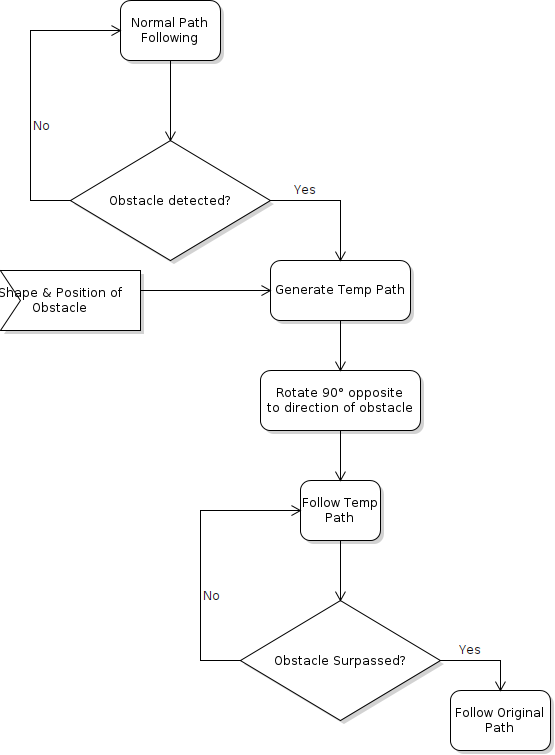 Normal Path
Following
No
Obstacle detected?
Yes
Shape & Position of
Obstacle
Generate Temp Path
Rotate 90° opposite
to direction of obstacle
Follow Temp
Path
No
Obstacle Surpassed?
Yes
Follow Original
Path